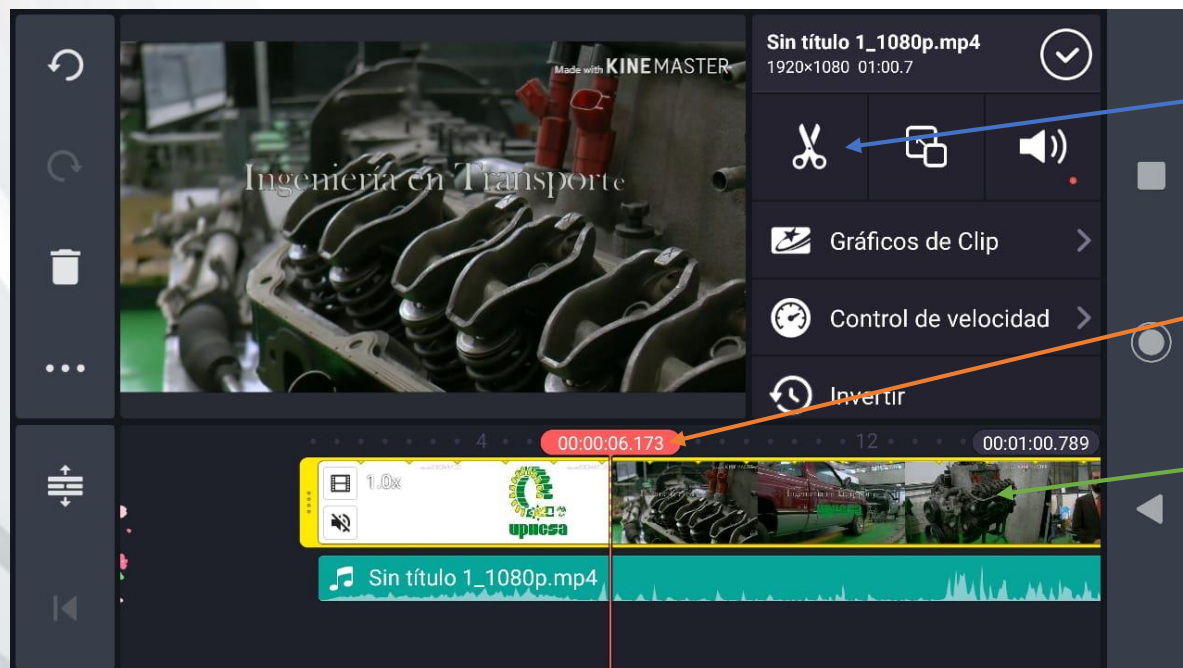 Made with KINEMASTER
Ingeniería en Transporte
Sin título 1_1080p.mp4
1920×1080 01:00.7
Gráficos de Clip
Control de velocidad
Invertir
4
00:00:06.173
12
00:01:00.789
1.0x
upiicsa
Sin título 1_1080p.mp4